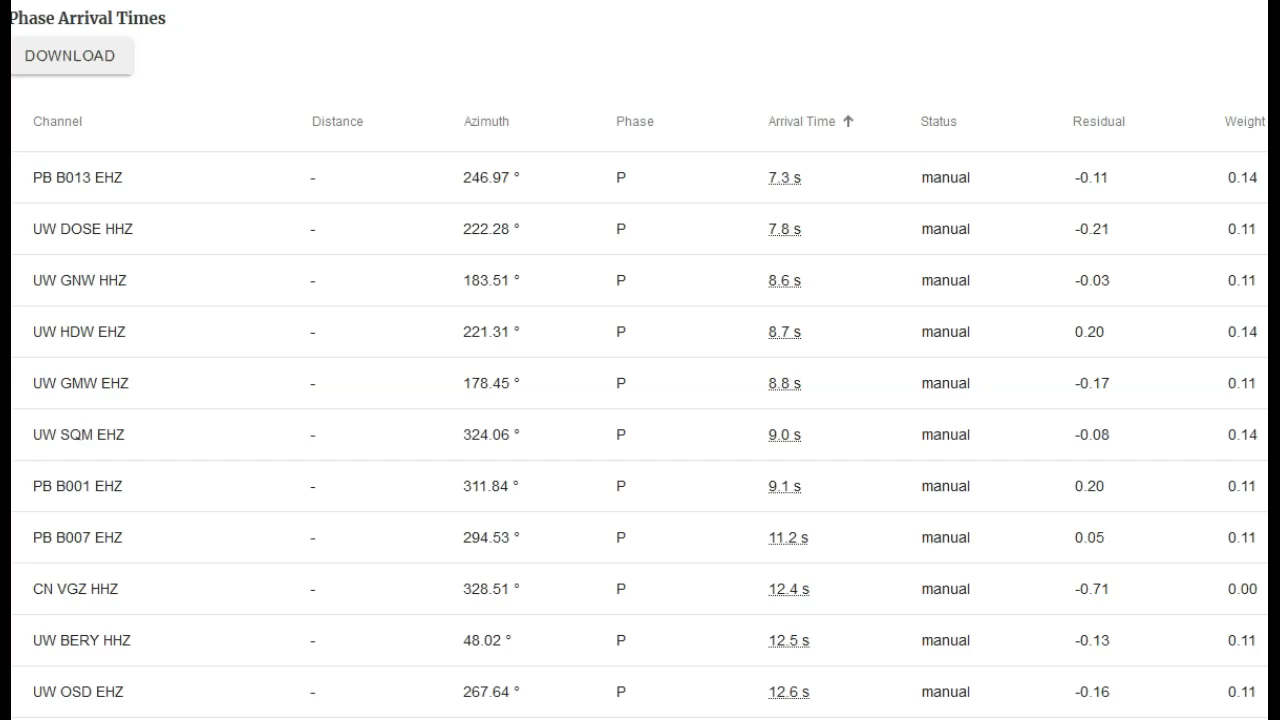 Phase Arrival Times
DOWNLOAD
Channel Distance Azimuth Phase Arrival Time ↑ Status Residual Weight
PB B013 EHZ - 246.97 ° P 7.3 s manual -0.11 0.14
UW DOSE HHZ - 222.28 ° P 7.8 s manual -0.21 0.11
UW GNW HHZ - 183.51 ° P 8.6 s manual -0.03 0.11
UW HDW EHZ - 221.31 ° P 8.7 s manual 0.20 0.14
UW GMW EHZ - 178.45 ° P 8.8 s manual -0.17 0.11
UW SQM EHZ - 324.06 ° P 9.0 s manual -0.08 0.14
PB B001 EHZ - 311.84 ° P 9.1 s manual 0.20 0.11
PB B007 EHZ - 294.53 ° P 11.2 s manual 0.05 0.11
CN VGZ HHZ - 328.51 ° P 12.4 s manual -0.71 0.00
UW BERY HHZ - 48.02 ° P 12.5 s manual -0.13 0.11
UW OSD EHZ - 267.64 ° P 12.6 s manual -0.16 0.11